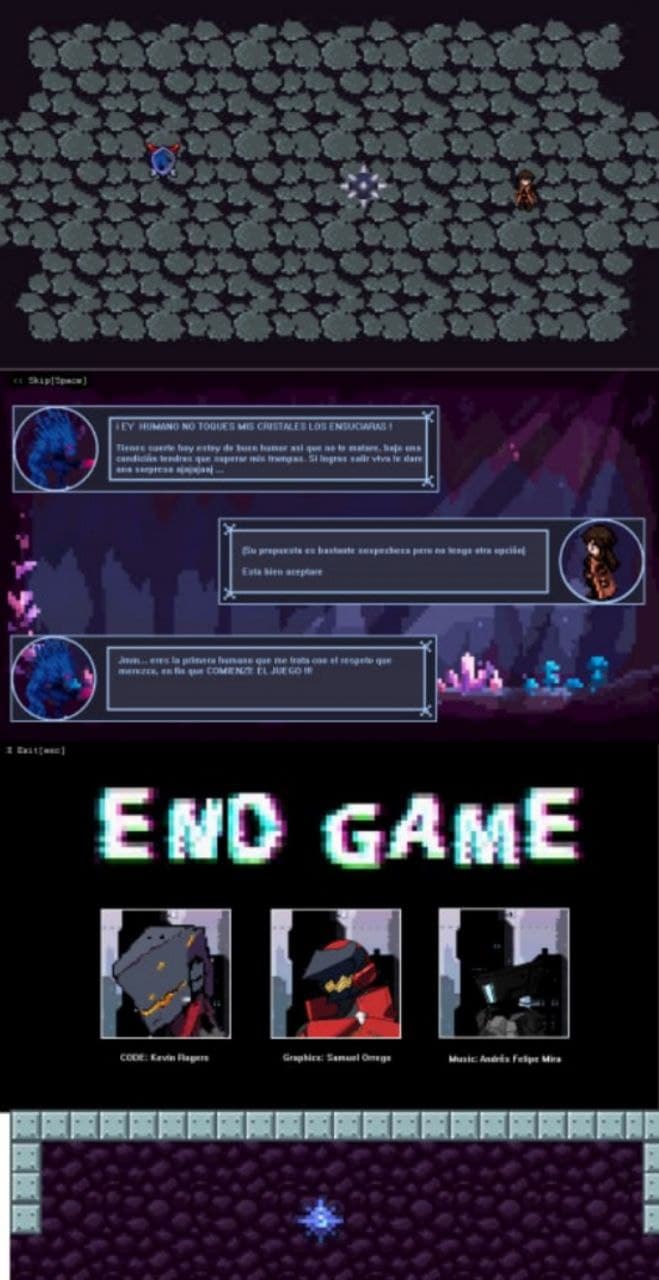 << Skip[Space]
¡ EY HUMANO NO TOQUES MIS CRISTALES LOS ENSUCIARAS !
Tienes suerte hoy estoy de buen humor asi que no te matare, bajo una
condición tendras que superar mis trampas. Si logras salir vivo te dare
una sorpresa ajajajaj ...
(Su propuesta es bastante sospechosa pero no tengo otra opción)
Esta bien aceptare
Jmm... eres la primera humano que me trata con el respeto que
merezco, en fin que COMIENZE EL JUEGO !!!
X Exit[esc]
END GAME
CODE: Kevin
Graphics: Samuel Orrego
Music: Andrés Felipe Mira